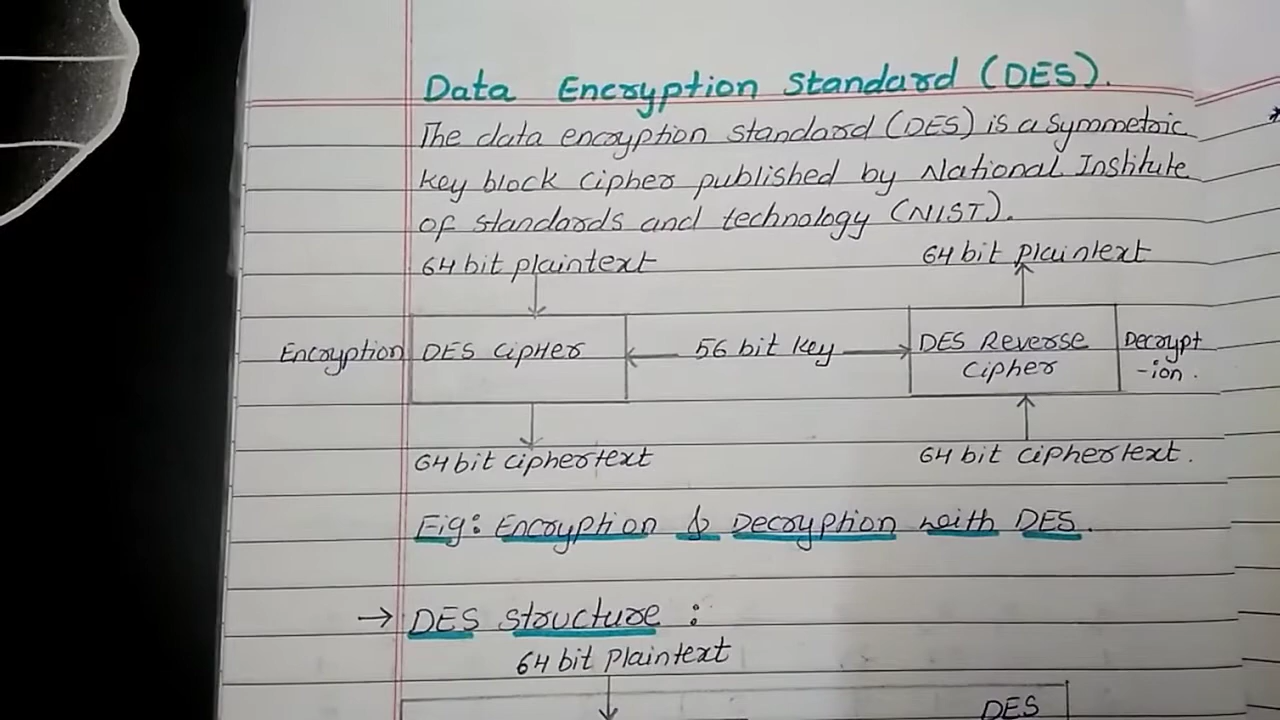 Data Encryption Standard (DES).
The data encryption standard (DES) is a symmetric
key block cipher published by National Institute
of standards and technology (NIST).
64 bit plaintext 64 bit plaintext
Encryption DES CIPHER 56 bit key DES Reverse Cipher Decrypt-ion.
64 bit ciphertext 64 bit ciphertext.
Fig: Encryption & Decryption with DES.
→ DES structure :
64 bit plaintext
DES